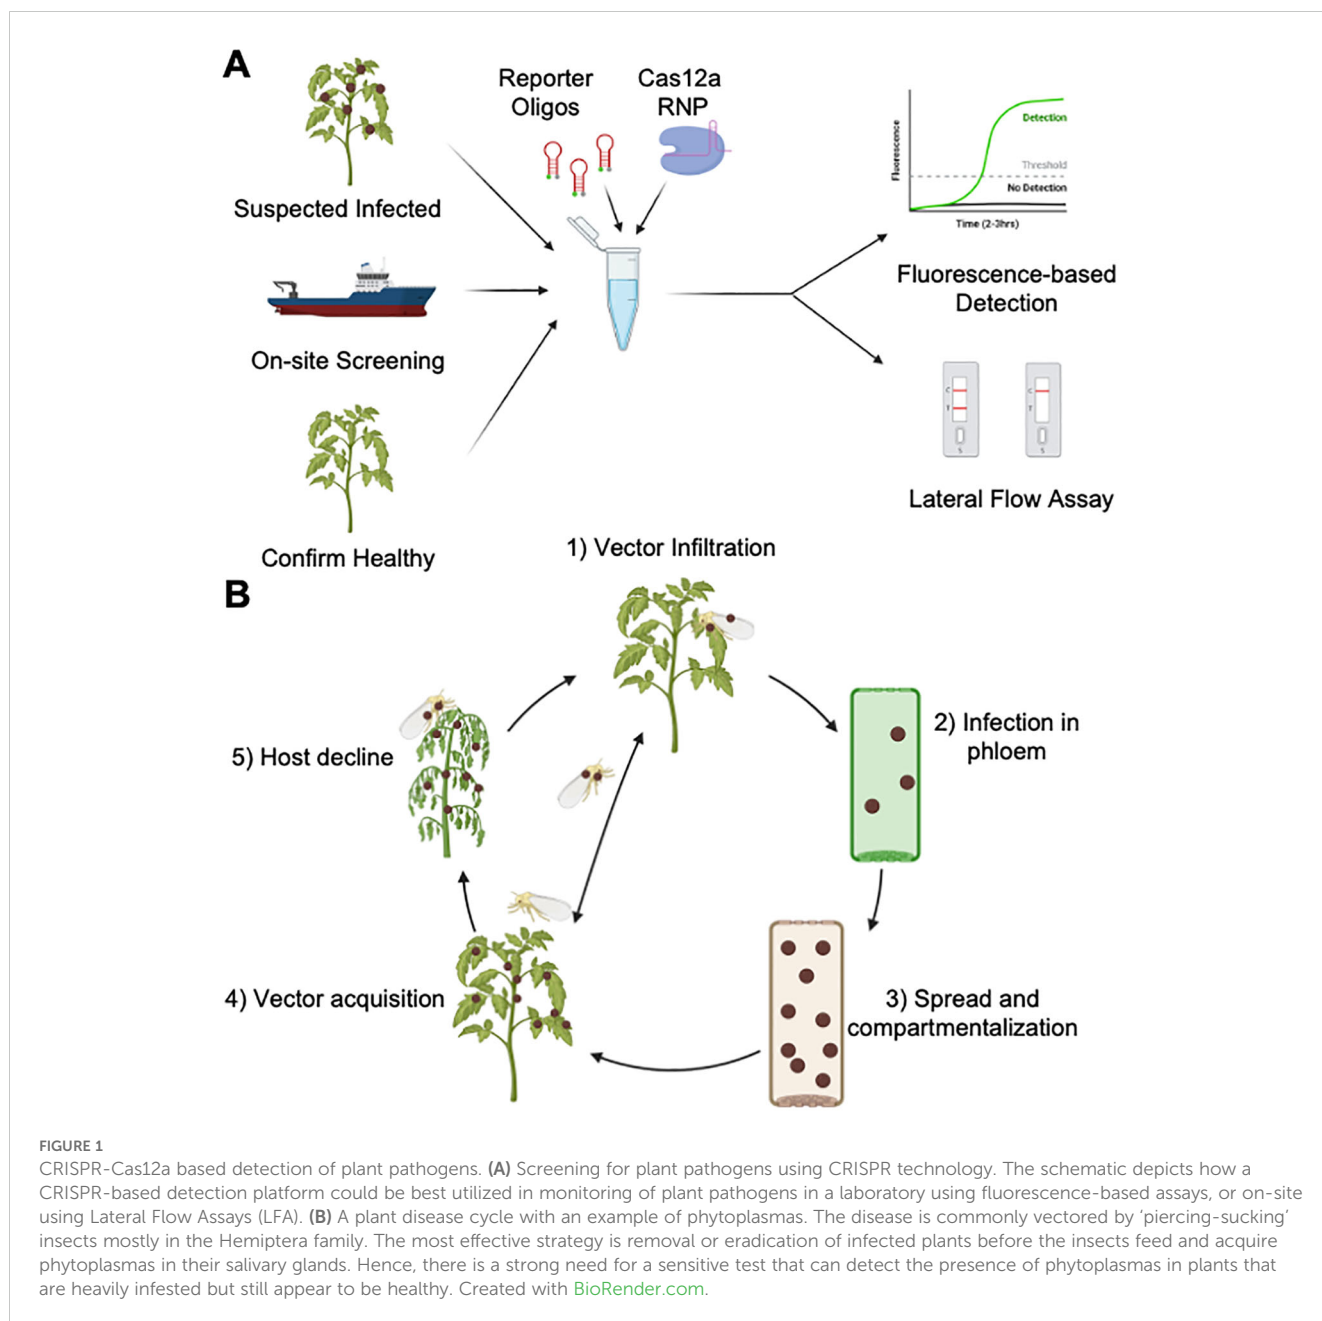 A
Reporter
Oligos
Cas12a
RNP
Suspected Infected
On-site Screening
Confirm Healthy
Fluorescence
Detection
Threshold
No Detection
Time (2-3hrs)
Fluorescence-based
Detection
C
T
S
C
T
S
Lateral Flow Assay
B
1) Vector Infiltration
2) Infection in
phloem
3) Spread and
compartmentalization
4) Vector acquisition
5) Host decline
FIGURE 1
CRISPR-Cas12a based detection of plant pathogens. (A) Screening for plant pathogens using CRISPR technology. The schematic depicts how a
CRISPR-based detection platform could be best utilized in monitoring of plant pathogens in a laboratory using fluorescence-based assays, or on-site
using Lateral Flow Assays (LFA). (B) A plant disease cycle with an example of phytoplasmas. The disease is commonly vectored by ‘piercing-sucking’
insects mostly in the Hemiptera family. The most effective strategy is removal or eradication of infected plants before the insects feed and acquire
phytoplasmas in their salivary glands. Hence, there is a strong need for a sensitive test that can detect the presence of phytoplasmas in plants that
are heavily infested but still appear to be healthy. Created with BioRender.com.